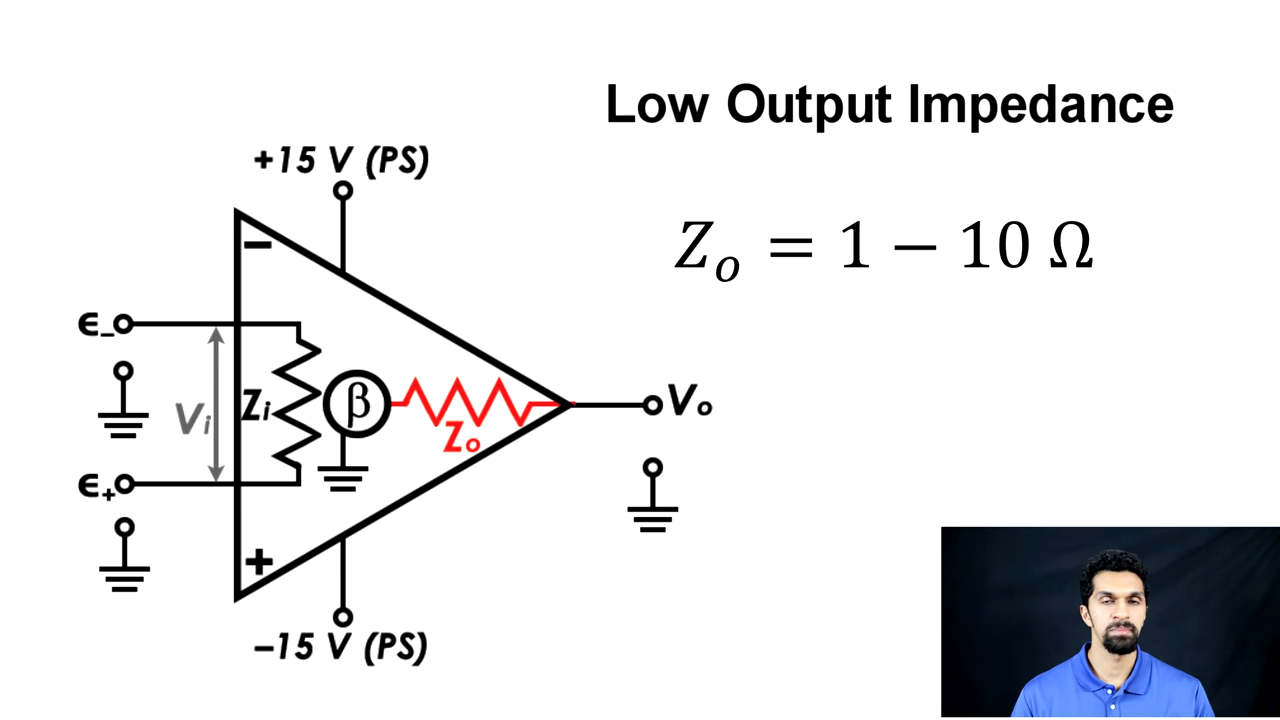 Low Output Impedance
+15 V (PS)
Zₒ = 1 − 10 Ω
−
ϵ₋
Vᵢ
Zᵢ
β
Zₒ
Vₒ
ϵ₊
+
−15 V (PS)